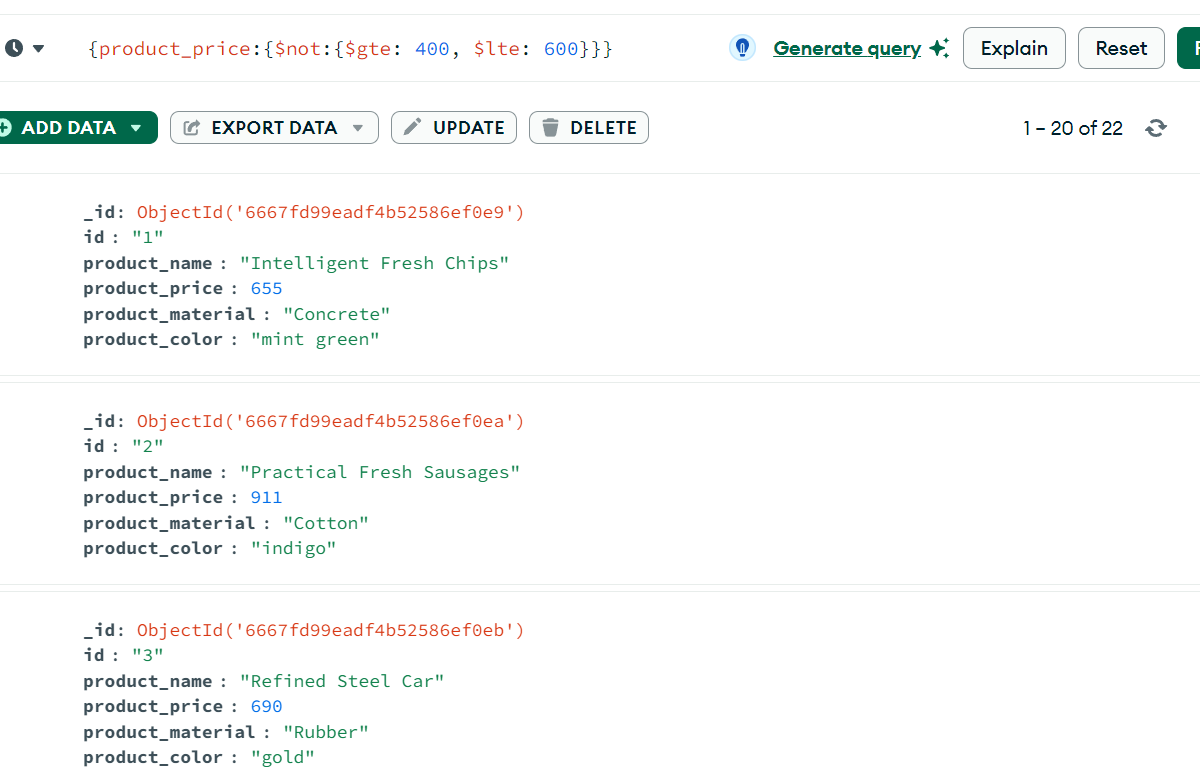 {product_price:{$not:{$gte: 400, $lte: 600}}}
Generate query
Explain
Reset
ADD DATA
EXPORT DATA
UPDATE
DELETE
1 – 20 of 22
_id: ObjectId('6667fd99eadf4b52586ef0e9')
id : "1"
product_name : "Intelligent Fresh Chips"
product_price : 655
product_material : "Concrete"
product_color : "mint green"
_id: ObjectId('6667fd99eadf4b52586ef0ea')
id : "2"
product_name : "Practical Fresh Sausages"
product_price : 911
product_material : "Cotton"
product_color : "indigo"
_id: ObjectId('6667fd99eadf4b52586ef0eb')
id : "3"
product_name : "Refined Steel Car"
product_price : 690
product_material : "Rubber"
product_color : "gold"